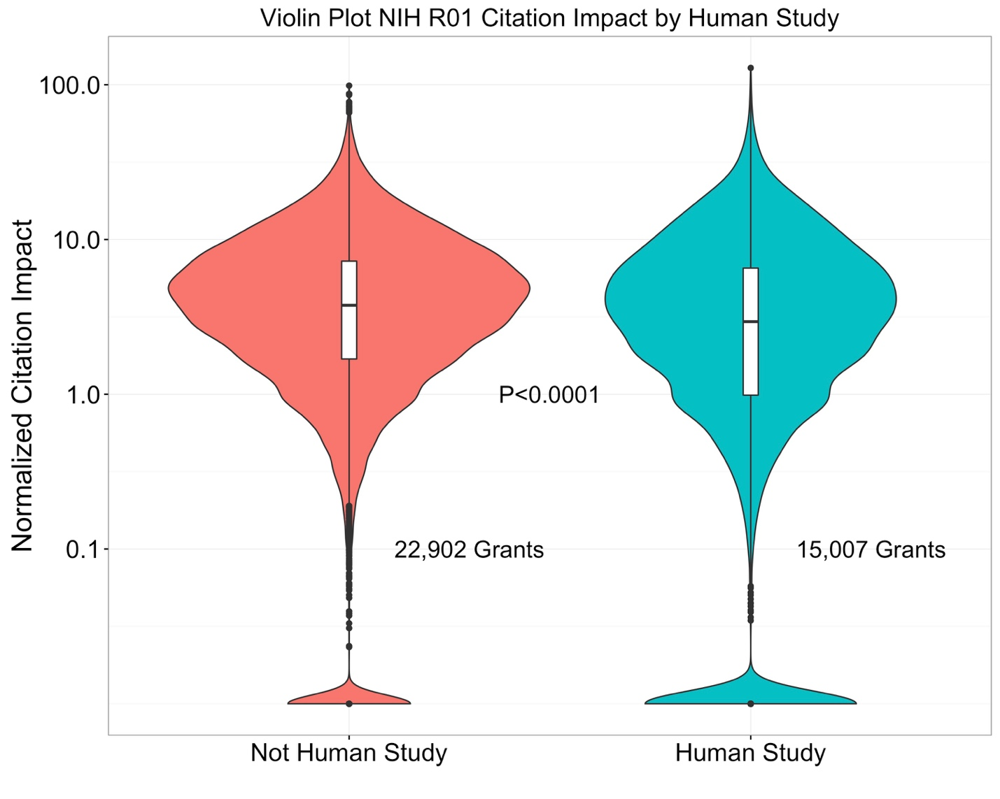 Violin Plot NIH R01 Citation Impact by Human Study
Normalized Citation Impact
100.0
10.0
1.0
0.1
P<0.0001
22,902 Grants
15,007 Grants
Not Human Study
Human Study